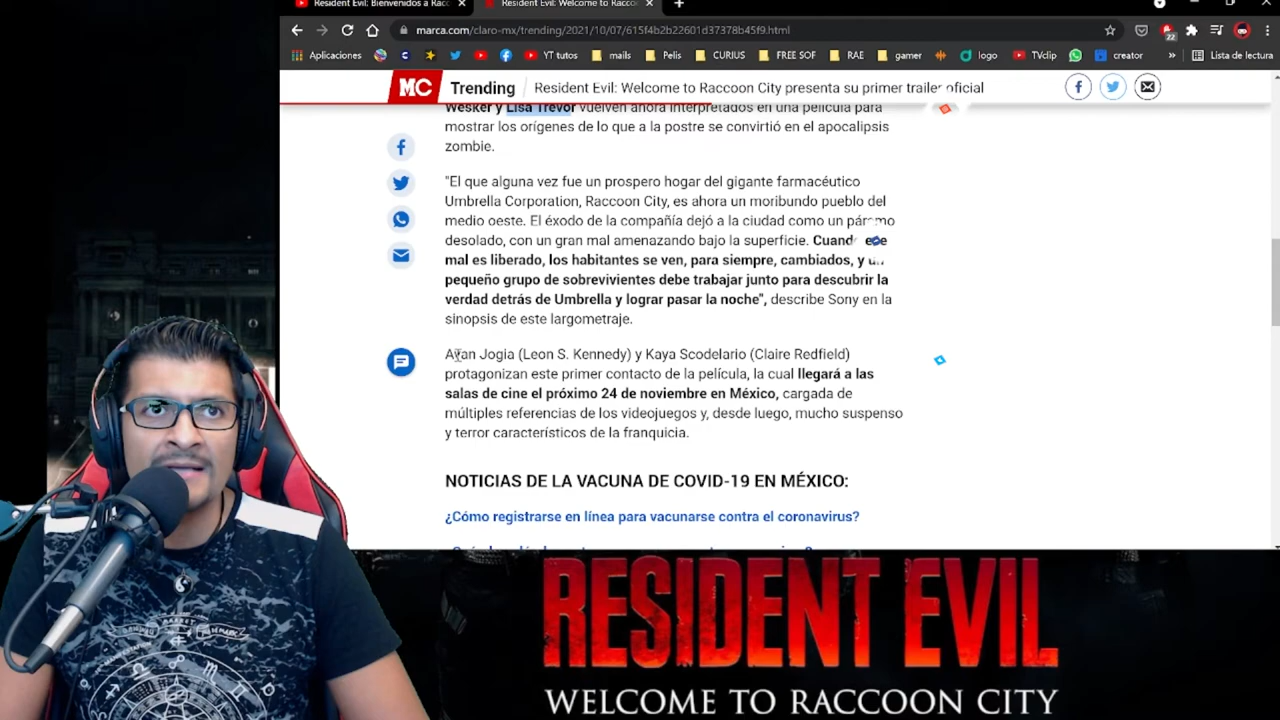 Resident Evil: Bienvenidos a Racc
Resident Evil: Welcome to Racco
marca.com/claro-mx/trending/2021/10/07/615f4b2b22601d37378b45f9.html
22
Aplicaciones
YT tutos
mails
Pelis
CURIUS
FREE SOF
RAE
gamer
logo
TVclip
creator
»
Lista de lectura
MC
Trending
Resident Evil: Welcome to Raccoon City presenta su primer trailer oficial
Wesker y Lisa Trevor vuelven ahora interpretados en una película para
mostrar los orígenes de lo que a la postre se convirtió en el apocalipsis
zombie.
"El que alguna vez fue un prospero hogar del gigante farmacéutico
Umbrella Corporation, Raccoon City, es ahora un moribundo pueblo del
medio oeste. El éxodo de la compañía dejó a la ciudad como un páramo
desolado, con un gran mal amenazando bajo la superficie. Cuando ese
mal es liberado, los habitantes se ven, para siempre, cambiados, y un
pequeño grupo de sobrevivientes debe trabajar junto para descubrir la
verdad detrás de Umbrella y lograr pasar la noche", describe Sony en la
sinopsis de este largometraje.
Avan Jogia (Leon S. Kennedy) y Kaya Scodelario (Claire Redfield)
protagonizan este primer contacto de la película, la cual llegará a las
salas de cine el próximo 24 de noviembre en México, cargada de
múltiples referencias de los videojuegos y, desde luego, mucho suspenso
y terror característicos de la franquicia.
NOTICIAS DE LA VACUNA DE COVID-19 EN MÉXICO:
¿Cómo registrarse en línea para vacunarse contra el coronavirus?
RESIDENT EVIL
WELCOME TO RACCOON CITY